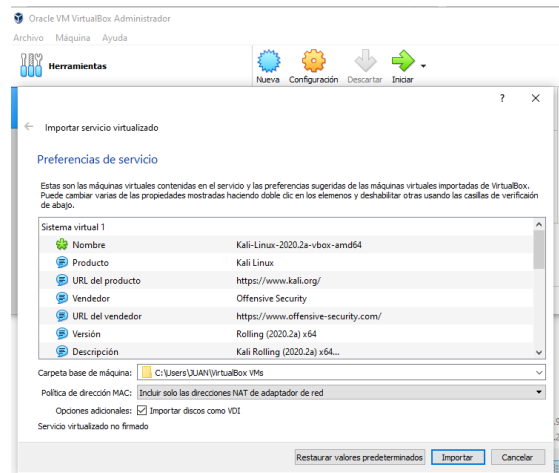 Oracle VM VirtualBox Administrador
Archivo Máquina Ayuda
Herramientas
Nueva Configuración Descartar Iniciar
? ×
← Importar servicio virtualizado
Preferencias de servicio
Estas son las máquinas virtuales contenidas en el servicio y las preferencias sugeridas de las máquinas virtuales importadas de VirtualBox.
Puede cambiar varias de las propiedades mostradas haciendo doble clic en los elemenos y deshabilitar otras usando las casillas de verificaión
de abajo.
Sistema virtual 1
Nombre Kali-Linux-2020.2a-vbox-amd64
Producto Kali Linux
URL del producto https://www.kali.org/
Vendedor Offensive Security
URL del vendedor https://www.offensive-security.com/
Versión Rolling (2020.2a) x64
Descripción Kali Rolling (2020.2a) x64...
Carpeta base de máquina: C:\Users\JUAN\VirtualBox VMs
Política de dirección MAC: Incluir solo las direcciones NAT de adaptador de red
Opciones adicionales: Importar discos como VDI
Servicio virtualizado no firmado
Restaurar valores predeterminados Importar Cancelar